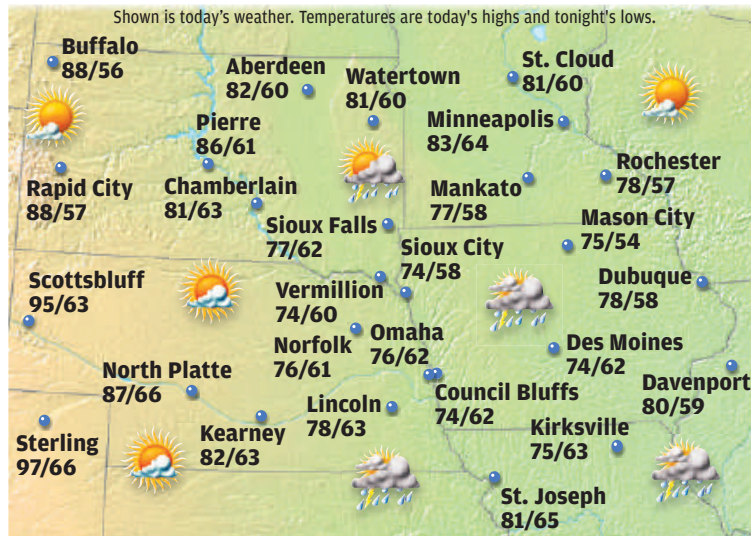 Shown is today's weather. Temperatures are today's highs and tonight's lows.
Buffalo
88/56
Aberdeen
82/60
Watertown
81/60
St. Cloud
81/60
Minneapolis
83/64
Pierre
86/61
Rapid City
88/57
Chamberlain
81/63
Mankato
77/58
Rochester
78/57
Sioux Falls
77/62
Mason City
75/54
Sioux City
74/58
Scottsbluff
95/63
Vermillion
74/60
Dubuque
78/58
Norfolk
76/61
Omaha
76/62
Des Moines
74/62
North Platte
87/66
Davenport
80/59
Council Bluffs
74/62
Lincoln
78/63
Kearney
82/63
Kirksville
75/63
Sterling
97/66
St. Joseph
81/65